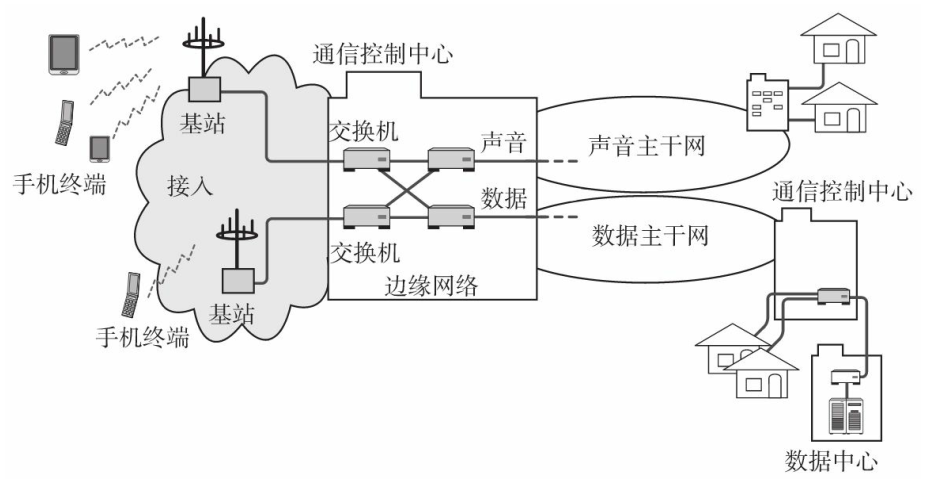 通信控制中心
基站
交换机
声音
声音主干网
手机终端
接入
数据
通信控制中心
交换机
数据主干网
边缘网络
基站
手机终端
数据中心